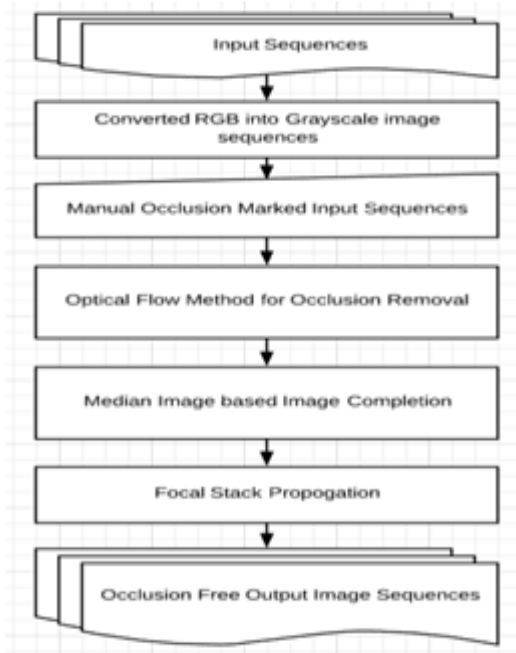 Input Sequences
Converted RGB into Grayscale image
sequences
Manual Occlusion Marked Input Sequences
Optical Flow Method for Occlusion Removal
Median Image based Image Completion
Focal Stack Propogation
Occlusion Free Output Image Sequences